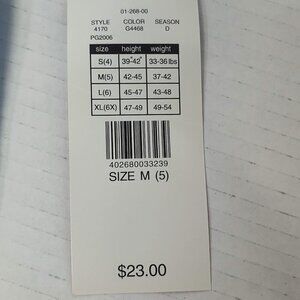 01-268-00
STYLE COLOR SEASON
4170 G4468 D
PG2006
size height weight
S(4) 39"-42" 33-36 lbs
M(5) 42-45 37-42
L(6) 45-47 43-48
XL(6X) 47-49 49-54
402680033239
SIZE M (5)
$23.00